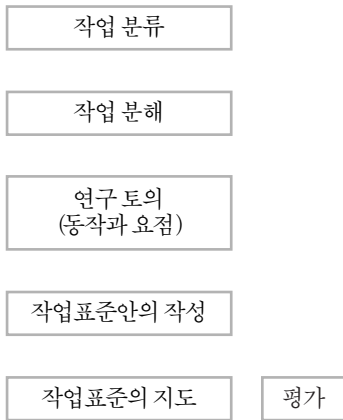 작업 분류
작업 분해
연구 토의
(동작과 요점)
작업표준안의 작성
작업표준의 지도
평가